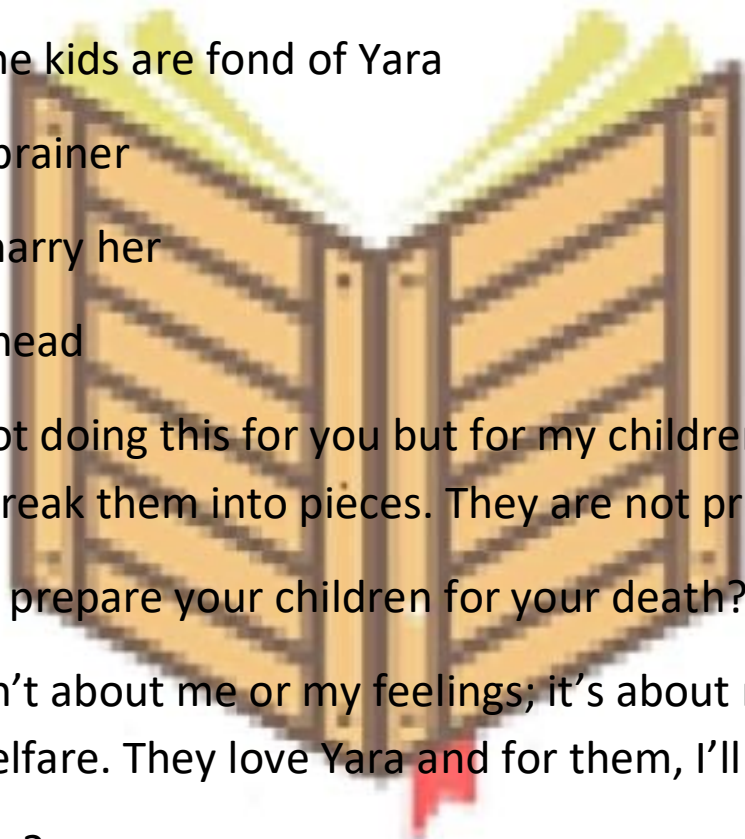 ne kids are fond of Yara
brainer
narry her
head
ot doing this for you but for my childre
reak them into pieces. They are not pr
prepare your children for your death?
n't about me or my feelings; it's about
elfare. They love Yara and for them, I'll